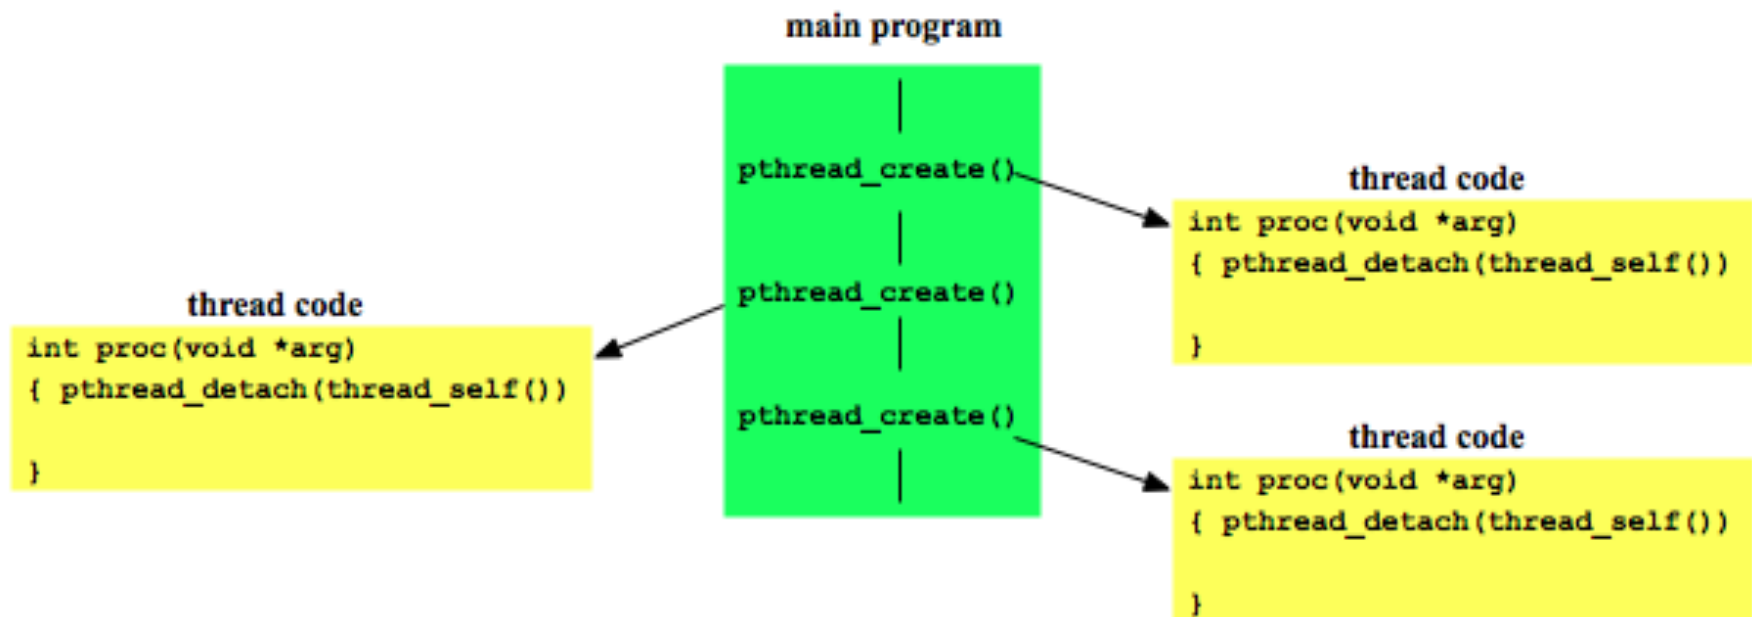 main program
pthread_create()
pthread_create()
pthread_create()
thread code
int proc(void *arg)
{ pthread_detach(thread_self())
}
thread code
int proc(void *arg)
{ pthread_detach(thread_self())
}
thread code
int proc(void *arg)
{ pthread_detach(thread_self())
}